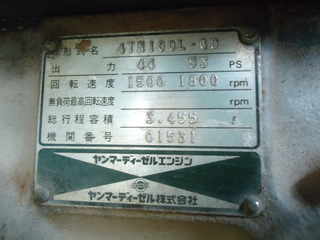 形式名 4TN100L-GD
出力 44 53 PS
回転速度 1500 1800 rpm
無負荷最高回転速度 rpm
総行程容積 3.455 ℓ
機関番号 01531
ヤンマーディーゼルエンジン
ヤンマーディーゼル株式会社